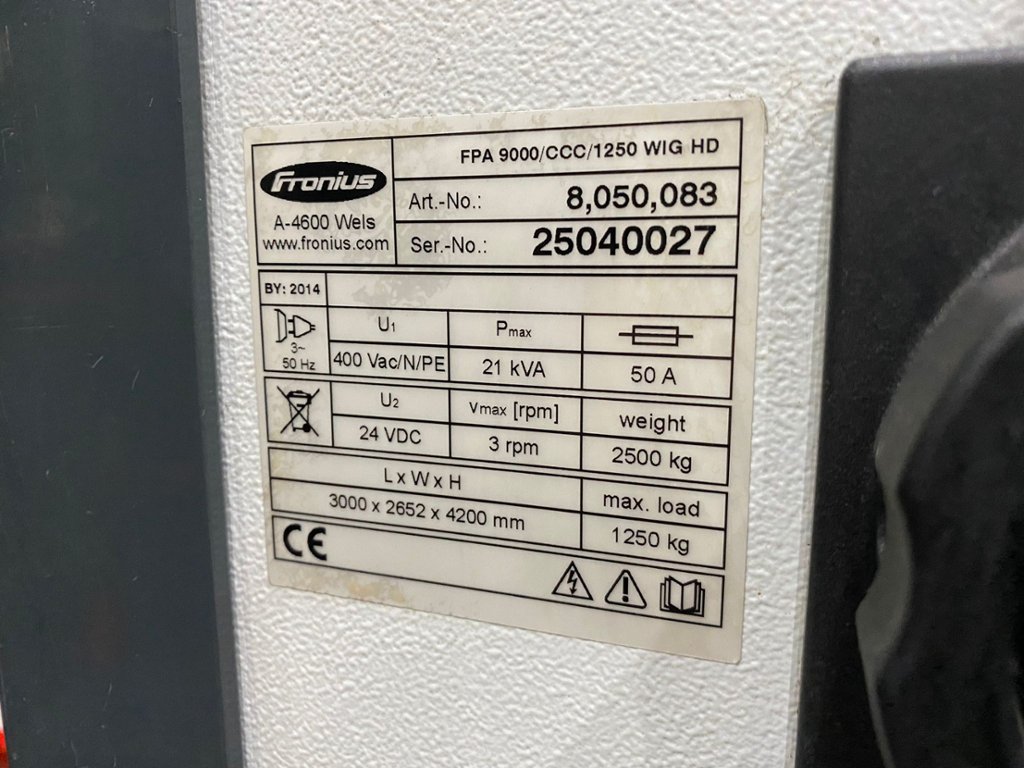 Fronius
A-4600 Wels
www.fronius.com
FPA 9000/CCC/1250 WIG HD
Art.-No.: 8,050,083
Ser.-No.: 25040027
BY: 2014
3~
50 Hz
U1 Pmax
400 Vac/N/PE 21 kVA 50 A
U2 Vmax [rpm] weight
24 VDC 3 rpm 2500 kg
L x W x H max. load
3000 x 2652 x 4200 mm 1250 kg
CE